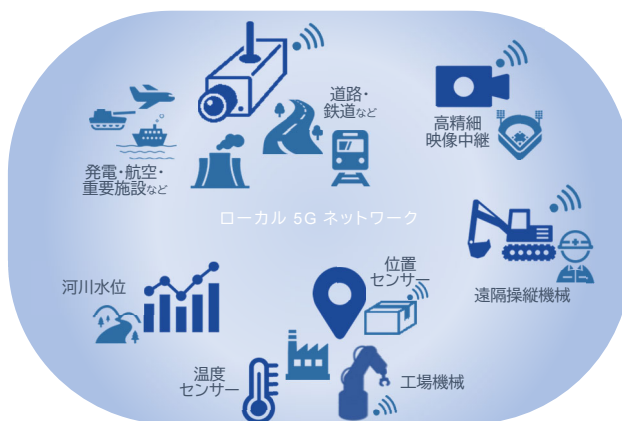 道路・
鉄道など
高精細
映像中継
発電・航空・
重要施設など
ローカル 5G ネットワーク
位置
センサー
遠隔操縦機械
河川水位
温度
センサー
工場機械